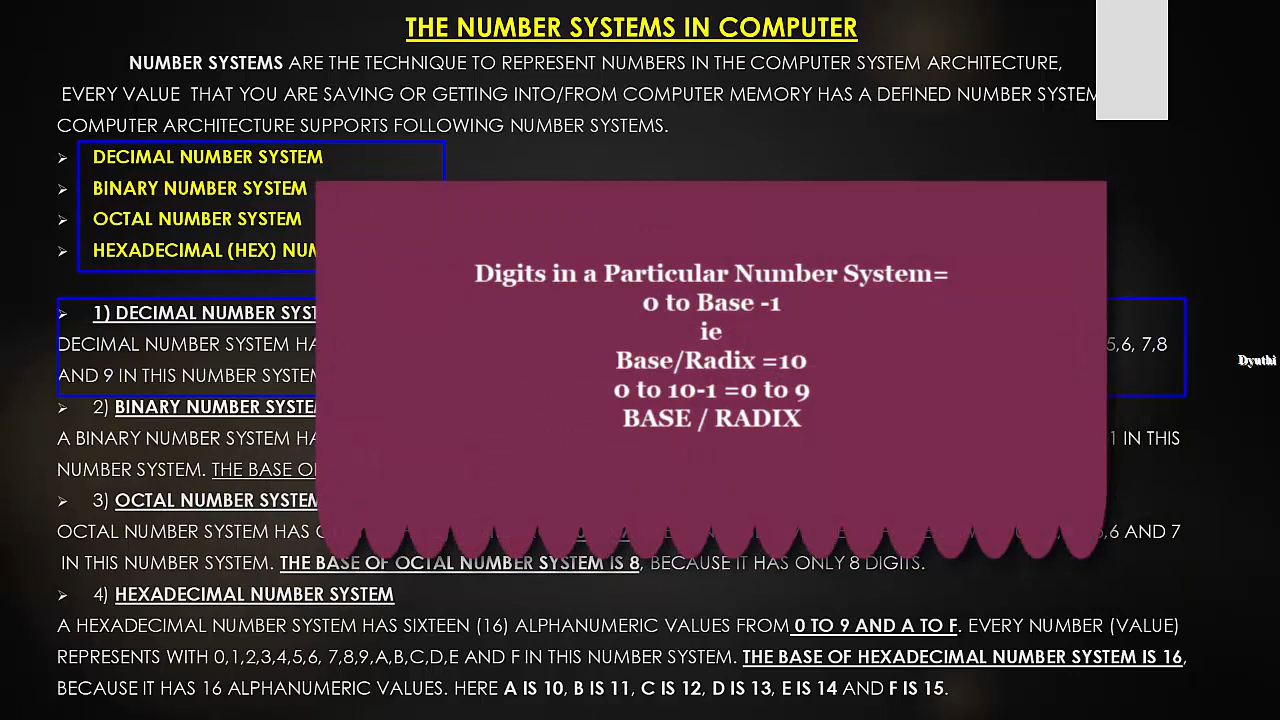 THE NUMBER SYSTEMS IN COMPUTER
NUMBER SYSTEMS ARE THE TECHNIQUE TO REPRESENT NUMBERS IN THE COMPUTER SYSTEM ARCHITECTURE,
EVERY VALUE THAT YOU ARE SAVING OR GETTING INTO/FROM COMPUTER MEMORY HAS A DEFINED NUMBER SYSTEM
COMPUTER ARCHITECTURE SUPPORTS FOLLOWING NUMBER SYSTEMS.
➢ DECIMAL NUMBER SYSTEM
➢ BINARY NUMBER SYSTEM
➢ OCTAL NUMBER SYSTEM
➢ HEXADECIMAL (HEX) NUM
Digits in a Particular Number System=
0 to Base -1
ie
Base/Radix =10
0 to 10-1 =0 to 9
BASE / RADIX
➢ 1) DECIMAL NUMBER SYST
DECIMAL NUMBER SYSTEM HA 5,6, 7,8
AND 9 IN THIS NUMBER SYSTEM
Dyuthi
➢ 2) BINARY NUMBER SYSTE
A BINARY NUMBER SYSTEM HA 1 IN THIS
NUMBER SYSTEM. THE BASE O
➢ 3) OCTAL NUMBER SYSTEM
OCTAL NUMBER SYSTEM HAS ,6 AND 7
IN THIS NUMBER SYSTEM. THE BASE OF OCTAL NUMBER SYSTEM IS 8, BECAUSE IT HAS ONLY 8 DIGITS.
➢ 4) HEXADECIMAL NUMBER SYSTEM
A HEXADECIMAL NUMBER SYSTEM HAS SIXTEEN (16) ALPHANUMERIC VALUES FROM 0 TO 9 AND A TO F. EVERY NUMBER (VALUE)
REPRESENTS WITH 0,1,2,3,4,5,6, 7,8,9,A,B,C,D,E AND F IN THIS NUMBER SYSTEM. THE BASE OF HEXADECIMAL NUMBER SYSTEM IS 16,
BECAUSE IT HAS 16 ALPHANUMERIC VALUES. HERE A IS 10, B IS 11, C IS 12, D IS 13, E IS 14 AND F IS 15.